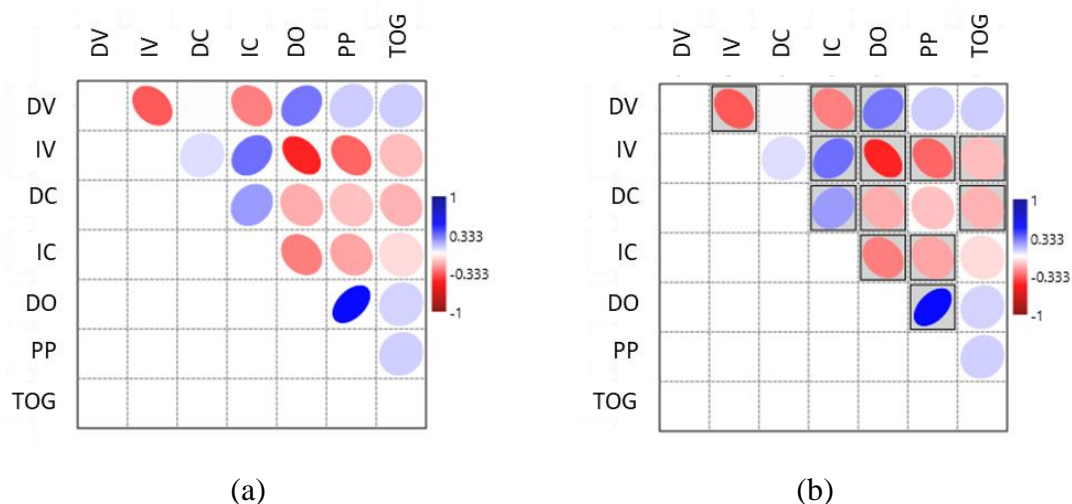 DV IV DC IC DO PP TOG
DV
IV
DC
IC
DO
PP
TOG
1
0.333
-0.333
-1
(a)
DV IV DC IC DO PP TOG
DV
IV
DC
IC
DO
PP
TOG
1
0.333
-0.333
-1
(b)